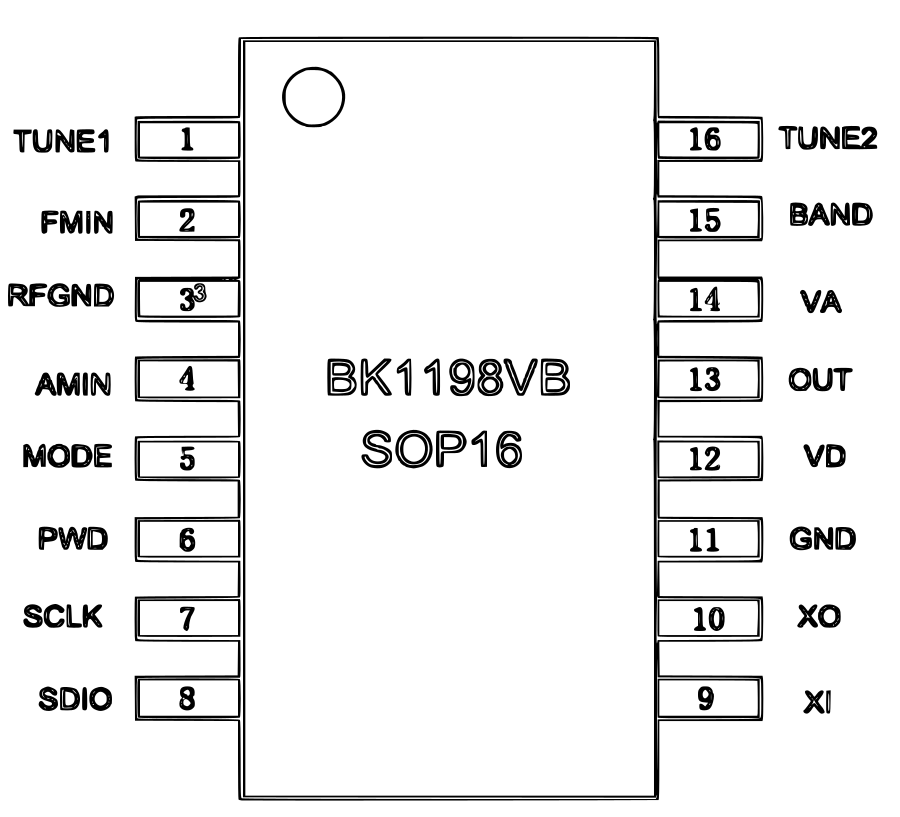 TUNE1 1 16 TUNE2
FMIN 2 15 BAND
RFGND 3 3 14 VA
AMIN 4 13 OUT
BK1198VB
SOP16
MODE 5 12 VD
PWD 6 11 GND
SCLK 7 10 XO
SDIO 8 9 XI